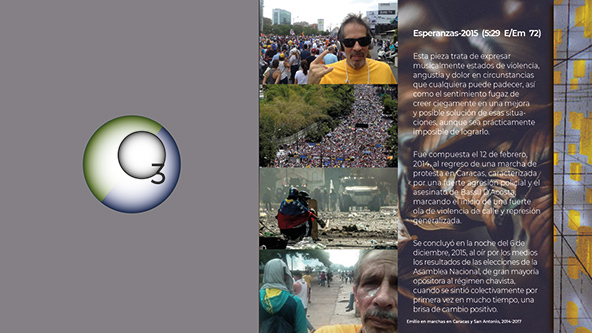 3
Esperanzas-2015 (5:29 E/Em 72)
Esta pieza trata de expresar
musicalmente estados de violencia,
angustia y dolor en circunstancias
que cualquiera puede padecer, así
como el sentimiento fugaz de
creer ciegamente en una mejora
y posible solución de esas situa-
ciones, aunque sea prácticamente
imposible de lograrlo.
Fue compuesta el 12 de febrero,
2014, al regreso de una marcha de
protesta en Caracas, caracterizada
por una fuerte agresión policial y el
asesinato de Bassil D'Acosta,
marcando el inicio de una fuerte
ola de violencia de calle y represión
generalizada.
Se concluyó en la noche del 6 de
diciembre, 2015, al oír por los medios
los resultados de las elecciones de la
Asamblea Nacional, de gran mayoría
opositora al régimen chavista,
cuando se sintió colectivamente por
primera vez en mucho tiempo, una
brisa de cambio positivo.
Emilio en marchas en Caracas y San Antonio, 2014-2017